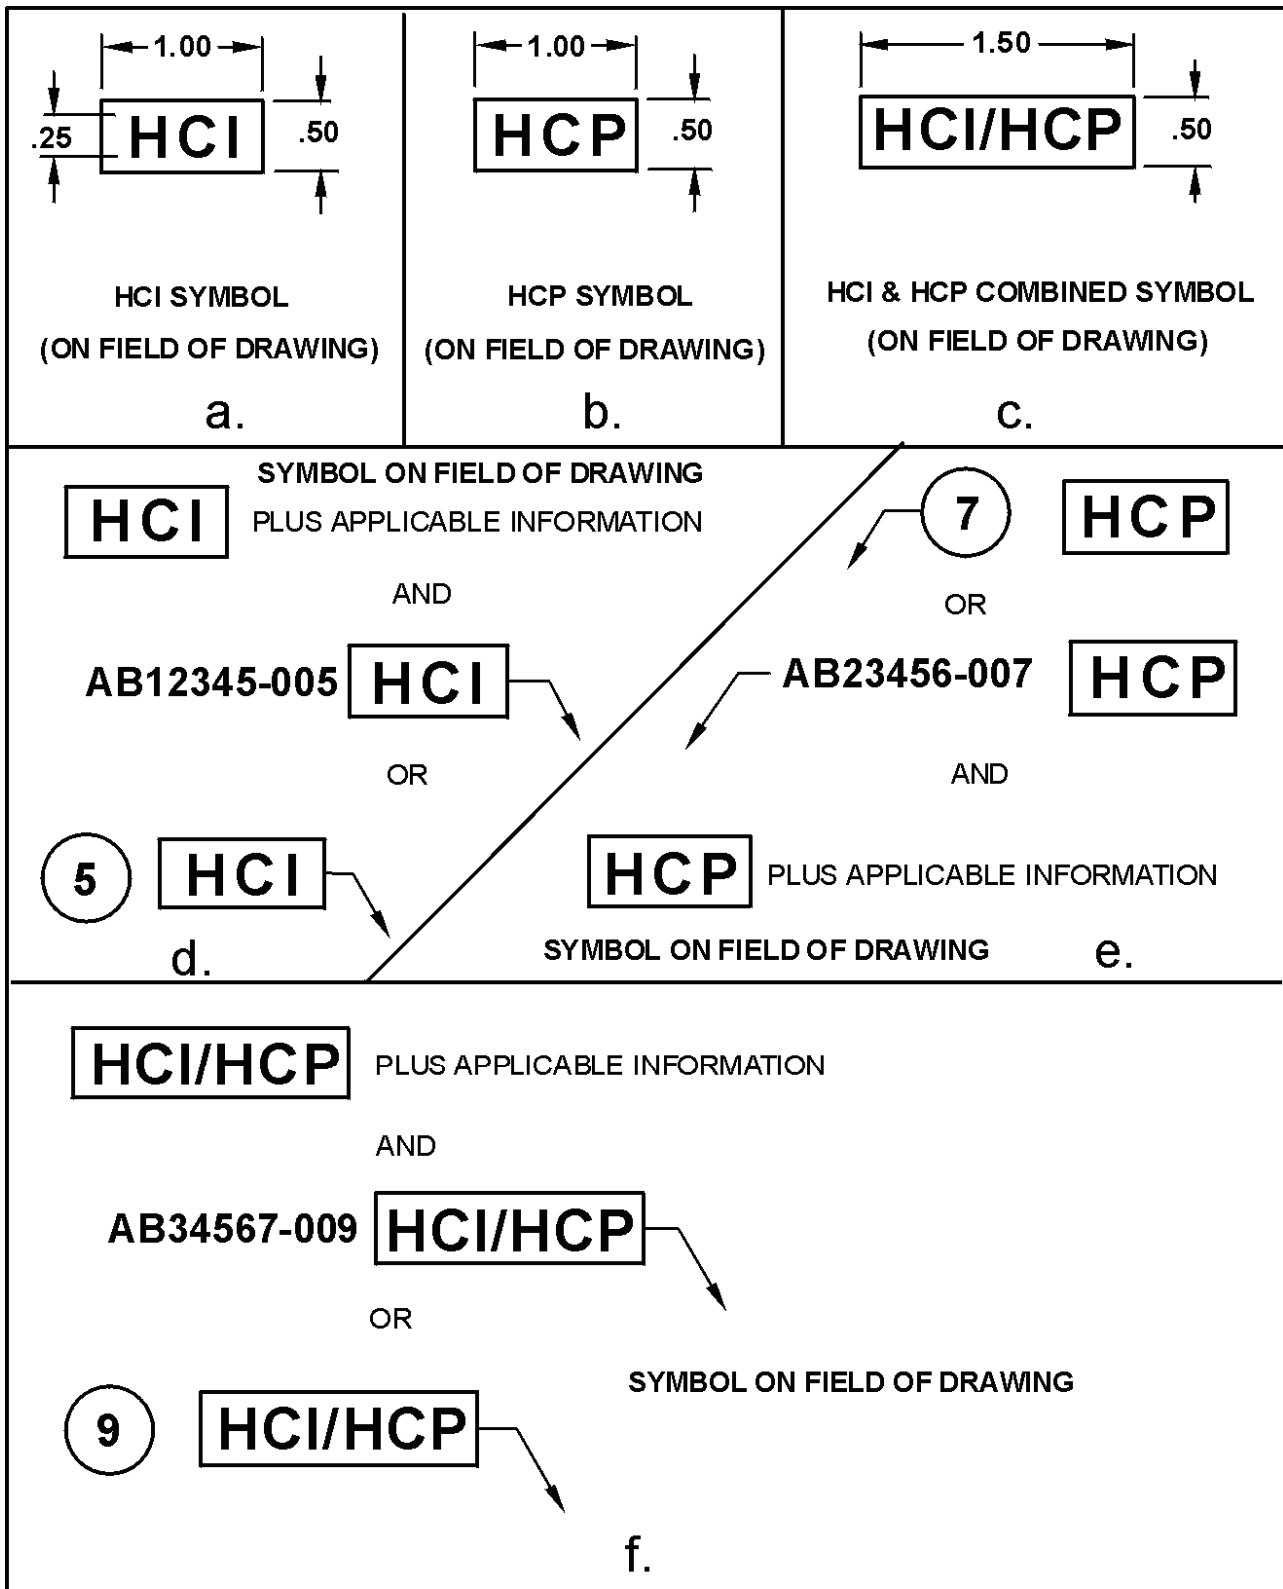 1.00
.25
HCI
.50
HCI SYMBOL
(ON FIELD OF DRAWING)
a.
1.00
HCP
.50
HCP SYMBOL
(ON FIELD OF DRAWING)
b.
1.50
HCI/HCP
.50
HCI & HCP COMBINED SYMBOL
(ON FIELD OF DRAWING)
c.
SYMBOL ON FIELD OF DRAWING
HCI PLUS APPLICABLE INFORMATION
AND
AB12345-005 HCI
OR
5 HCI
d.
7 HCP
OR
AB23456-007 HCP
AND
HCP PLUS APPLICABLE INFORMATION
SYMBOL ON FIELD OF DRAWING
e.
HCI/HCP PLUS APPLICABLE INFORMATION
AND
AB34567-009 HCI/HCP
OR
SYMBOL ON FIELD OF DRAWING
9 HCI/HCP
f.